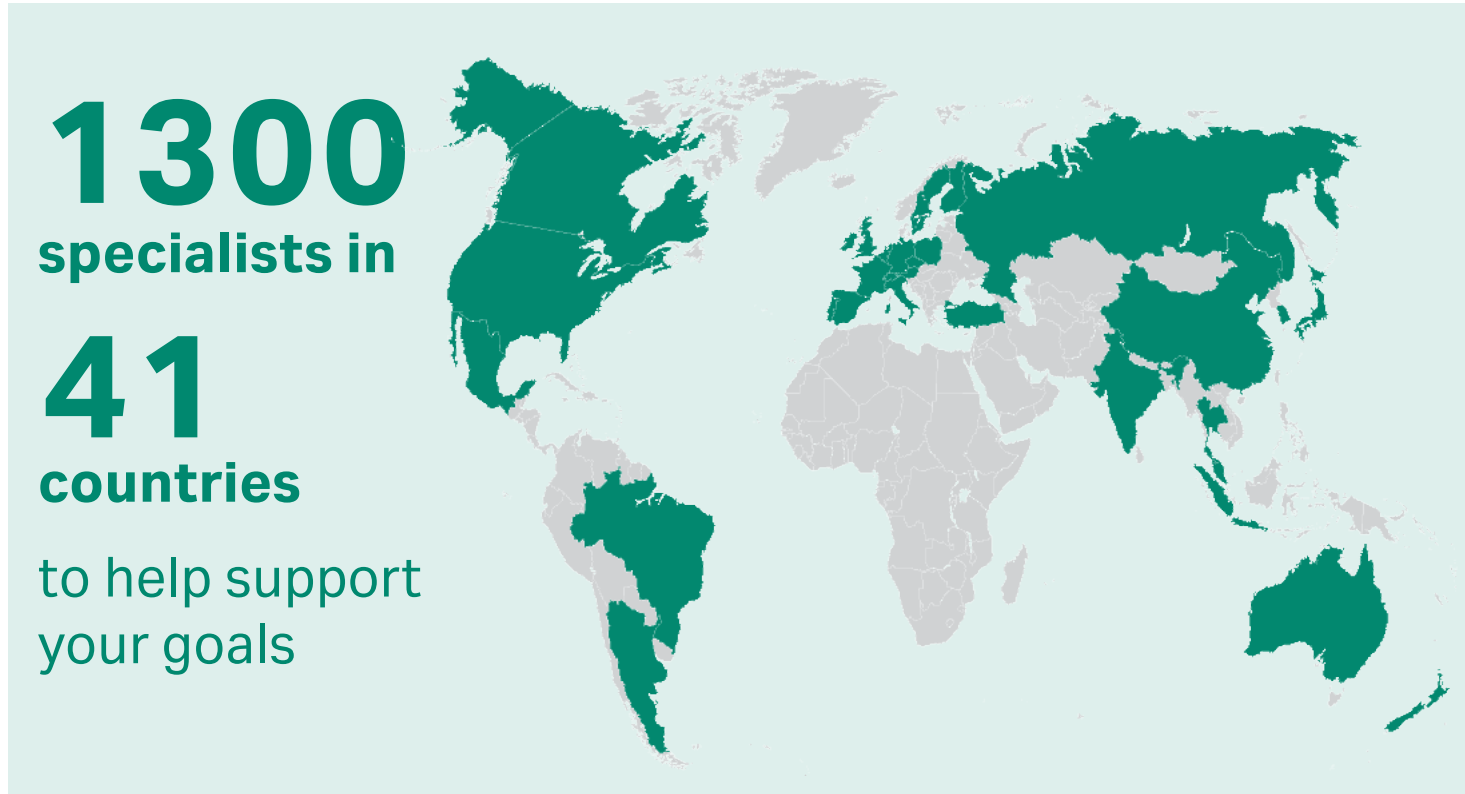 1300
specialists in
41
countries
to help support
your goals